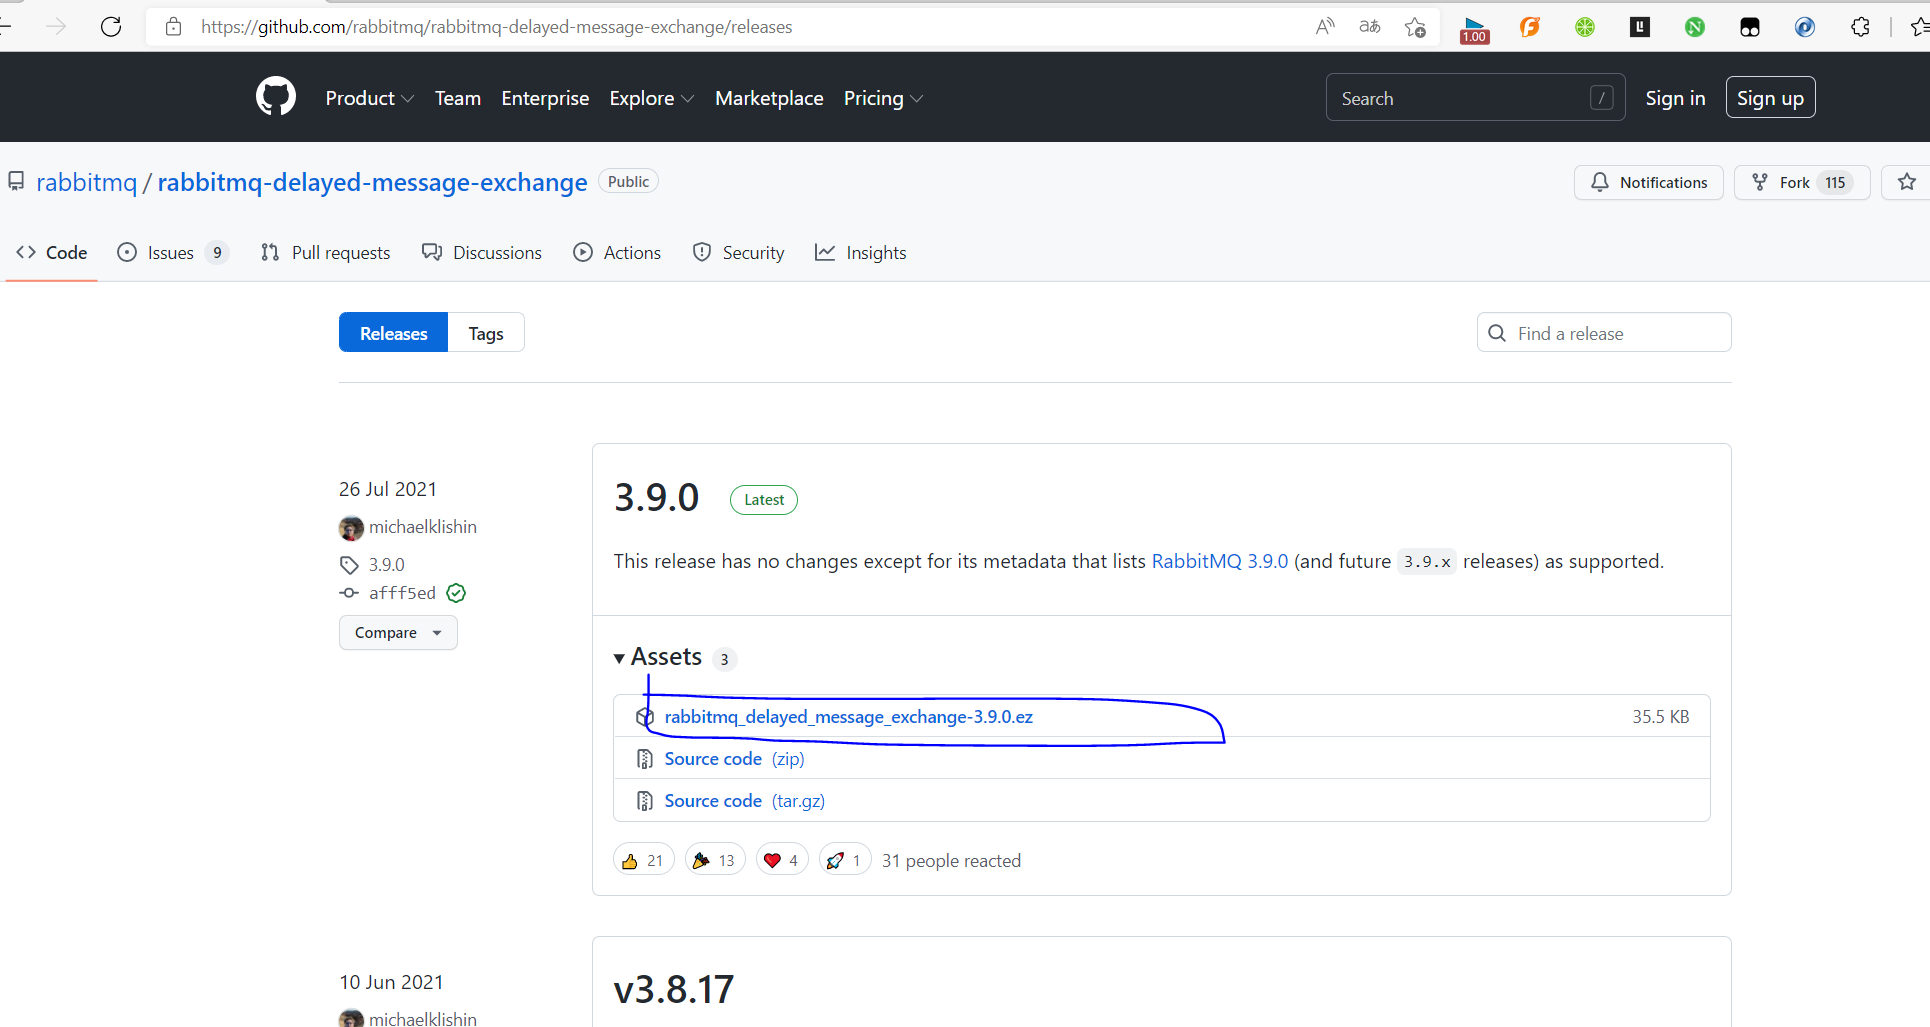 https://github.com/rabbitmq/rabbitmq-delayed-message-exchange/releases
aあ
1.00
Product Team Enterprise Explore Marketplace Pricing
Search / Sign in Sign up
rabbitmq / rabbitmq-delayed-message-exchange Public
Notifications Fork 115
Code Issues 9 Pull requests Discussions Actions Security Insights
Releases Tags
Find a release
26 Jul 2021
michaelklishin
3.9.0
afff5ed
Compare
3.9.0 Latest
This release has no changes except for its metadata that lists RabbitMQ 3.9.0 (and future 3.9.x releases) as supported.
Assets 3
rabbitmq_delayed_message_exchange-3.9.0.ez 35.5 KB
Source code (zip)
Source code (tar.gz)
21 13 4 1 31 people reacted
10 Jun 2021
michaelklishin
v3.8.17